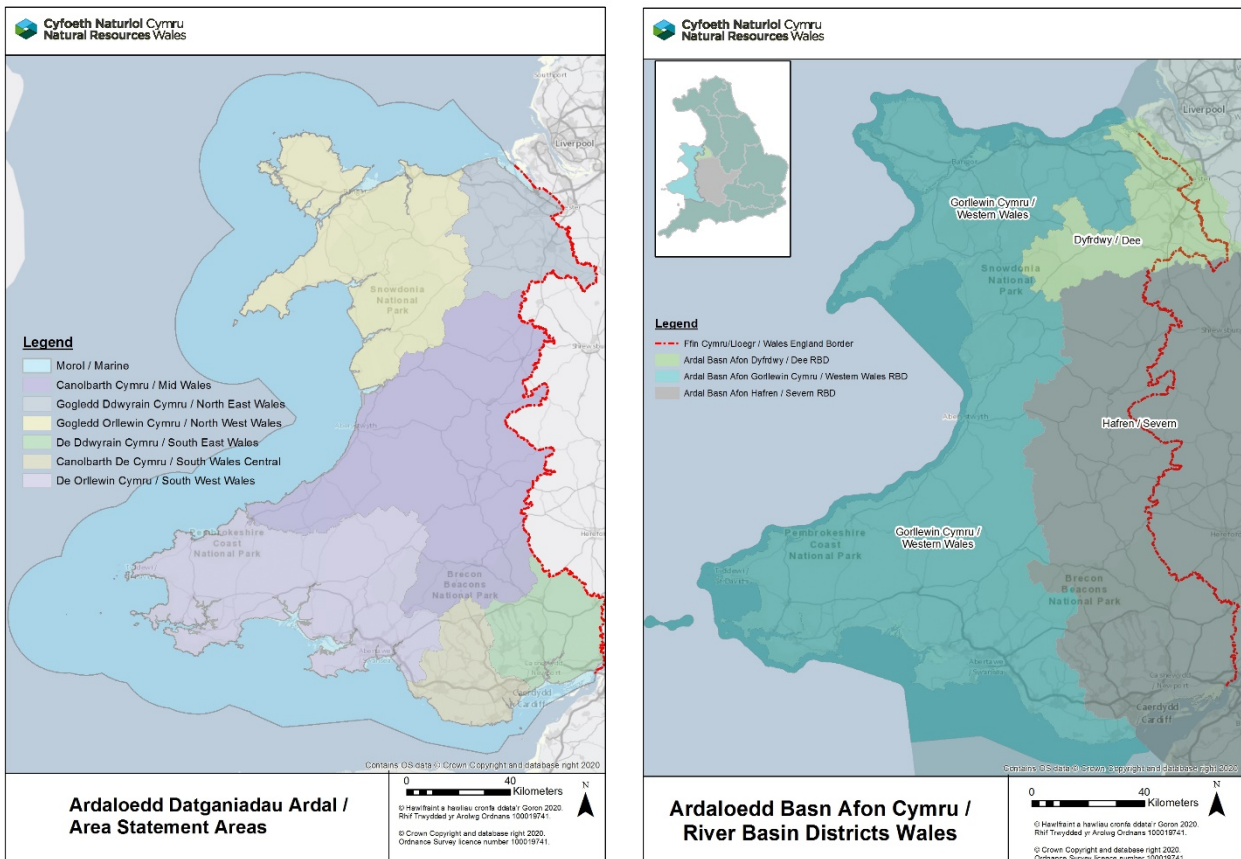 Cyfoeth Naturiol Cymru
Natural Resources Wales
Southport
Liverpool
Snowdonia
National
Park
Shrewsbury
Legend
Morol / Marine
Canolbarth Cymru / Mid Wales
Gogledd Ddwyrain Cymru / North East Wales
Gogledd Orllewin Cymru / North West Wales
De Ddwyrain Cymru / South East Wales
Canolbarth De Cymru / South Wales Central
De Orllewin Cymru / South West Wales
Pembrokeshire
Coast
National Park
Brecon
Beacons
National Park
Caerdydd
Cardiff
Contains OS data © Crown Copyright and database right 2020
Ardaloedd Datganiadau Ardal /
Area Statement Areas
0 40
Kilometers
N
© Hawlfraint a hawliau cronfa ddata'r Goron 2020.
Rhif Trwydded yr Arolwg Ordnans 100019741.
© Crown Copyright and database right 2020.
Ordnance Survey licence number 100019741.
Cyfoeth Naturiol Cymru
Natural Resources Wales
Liverpool
Gorllewin Cymru /
Western Wales
Dyfrdwy / Dee
Snowdonia
National
Park
Legend
Ffin Cymru/Lloegr / Wales England Border
Ardal Basn Afon Dyfrdwy / Dee RBD
Ardal Basn Afon Gorllewin Cymru / Western Wales RBD
Ardal Basn Afon Hafren / Severn RBD
Hafren / Severn
Gorllewin Cymru /
Western Wales
Pembrokeshire
Coast
National Park
Brecon
Beacons
National Park
Caerdydd
Cardiff
Contains OS data © Crown Copyright and database right 2020
Ardaloedd Basn Afon Cymru /
River Basin Districts Wales
0 40
Kilometers
N
© Hawlfraint a hawliau cronfa ddata'r Goron 2020.
Rhif Trwydded yr Arolwg Ordnans 100019741.
© Crown Copyright and database right 2020.
Ordnance Survey licence number 100019741.